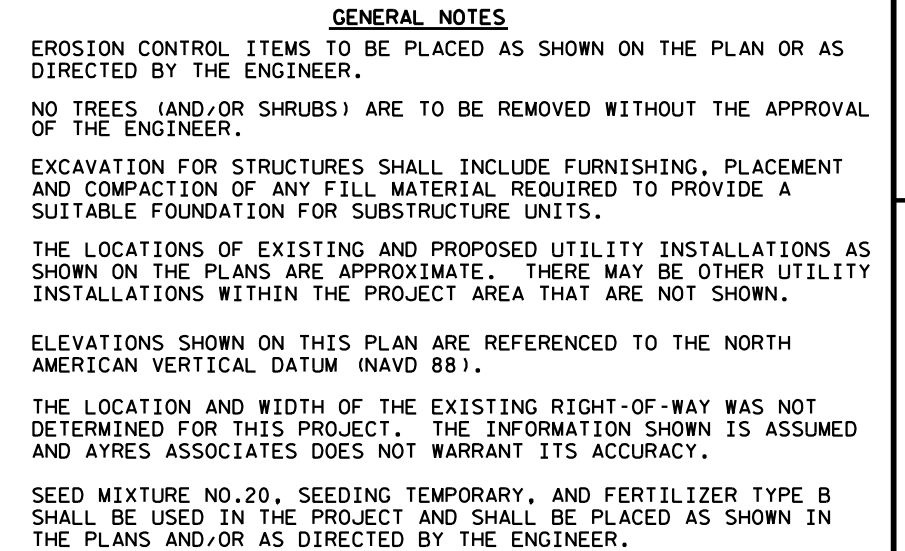 GENERAL NOTES
EROSION CONTROL ITEMS TO BE PLACED AS SHOWN ON THE PLAN OR AS
DIRECTED BY THE ENGINEER.
NO TREES (AND/OR SHRUBS) ARE TO BE REMOVED WITHOUT THE APPROVAL
OF THE ENGINEER.
EXCAVATION FOR STRUCTURES SHALL INCLUDE FURNISHING, PLACEMENT
AND COMPACTION OF ANY FILL MATERIAL REQUIRED TO PROVIDE A
SUITABLE FOUNDATION FOR SUBSTRUCTURE UNITS.
THE LOCATIONS OF EXISTING AND PROPOSED UTILITY INSTALLATIONS AS
SHOWN ON THE PLANS ARE APPROXIMATE. THERE MAY BE OTHER UTILITY
INSTALLATIONS WITHIN THE PROJECT AREA THAT ARE NOT SHOWN.
ELEVATIONS SHOWN ON THIS PLAN ARE REFERENCED TO THE NORTH
AMERICAN VERTICAL DATUM (NAVD 88).
THE LOCATION AND WIDTH OF THE EXISTING RIGHT-OF-WAY WAS NOT
DETERMINED FOR THIS PROJECT. THE INFORMATION SHOWN IS ASSUMED
AND AYRES ASSOCIATES DOES NOT WARRANT ITS ACCURACY.
SEED MIXTURE NO.20, SEEDING TEMPORARY, AND FERTILIZER TYPE B
SHALL BE USED IN THE PROJECT AND SHALL BE PLACED AS SHOWN IN
THE PLANS AND/OR AS DIRECTED BY THE ENGINEER.